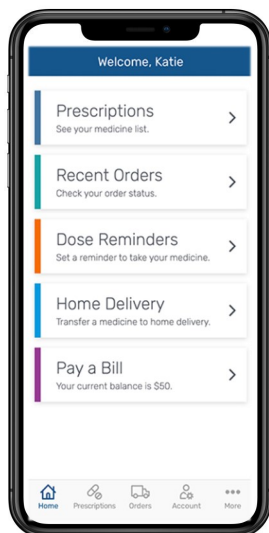 Welcome, Katie
Prescriptions
See your medicine list.
Recent Orders
Check your order status.
Dose Reminders
Set a reminder to take your medicine.
Home Delivery
Transfer a medicine to home delivery.
Pay a Bill
Your current balance is $50.
Home Prescriptions Orders Account More